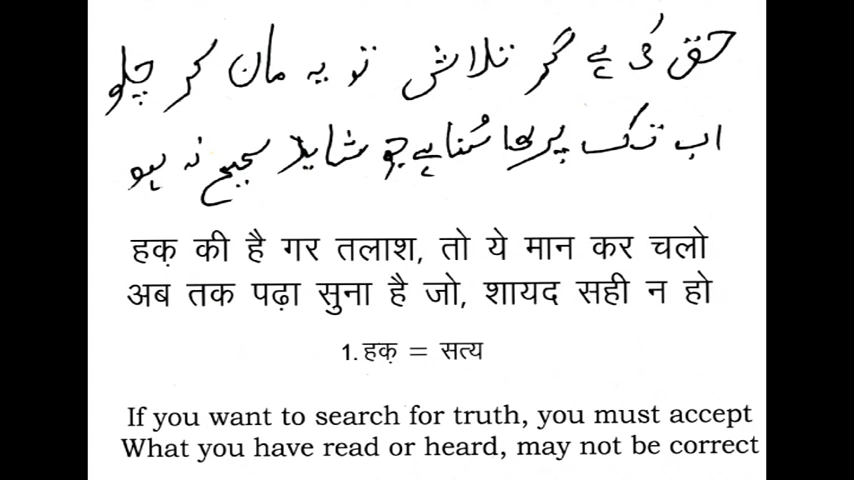 حق کی ہے گر تلاش تو یہ مان کر چلو
اب تک پڑھا سُنا ہے جو شاید سحیح نہ ہو
हक़ की है गर तलाश, तो ये मान कर चलो
अब तक पढ़ा सुना है जो, शायद सही न हो
1. हक़ = सत्य
If you want to search for truth, you must accept
What you have read or heard, may not be correct